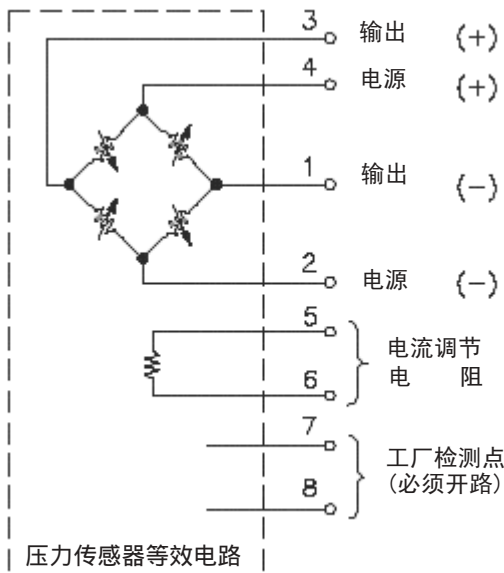 3 输出 (+)
4 电源 (+)
1 输出 (-)
2 电源 (-)
5
电流调节
电 阻
6
7
工厂检测点
(必须开路)
8
压力传感器等效电路